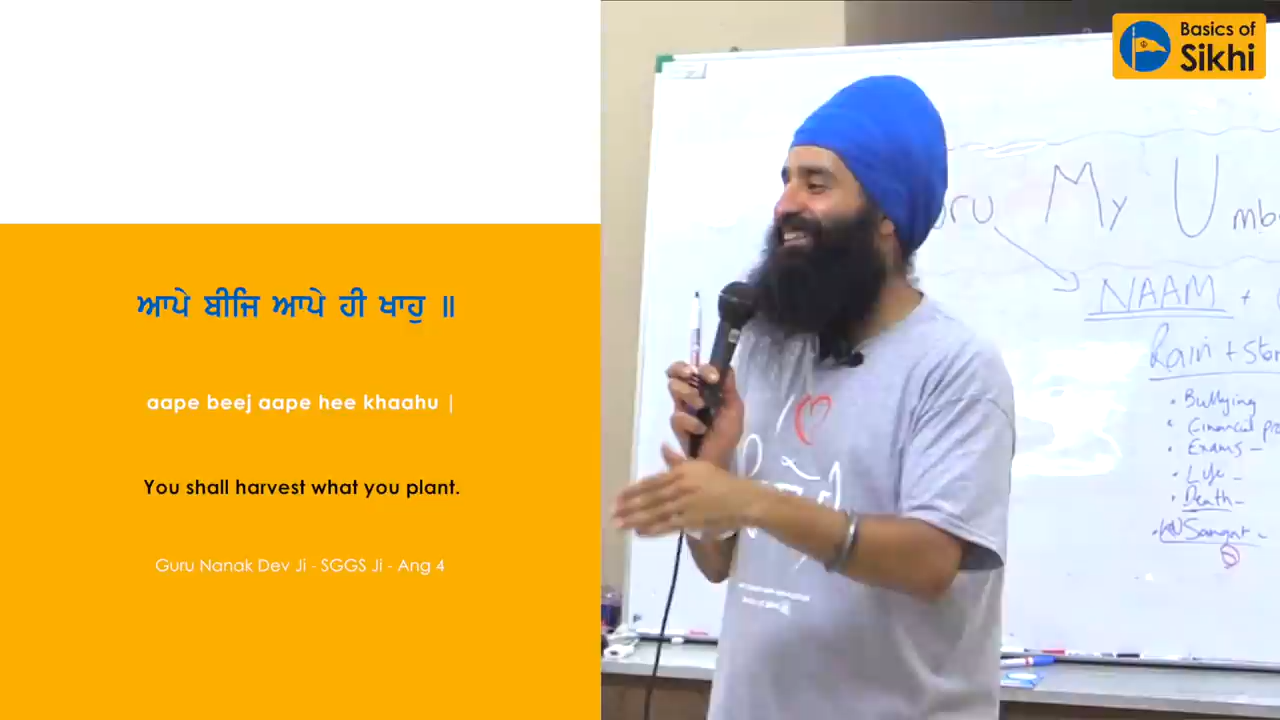 ਆਪੇ ਬੀਜਿ ਆਪੇ ਹੀ ਖਾਹੁ ॥
aape beej aape hee khaahu |
You shall harvest what you plant.
Guru Nanak Dev Ji - SGGS Ji - Ang 4
Basics of
Sikhi
My
NAAM +
Rain +
• Bullying
• Financial
• Exams -
• Life -
• Death -
Sangat -